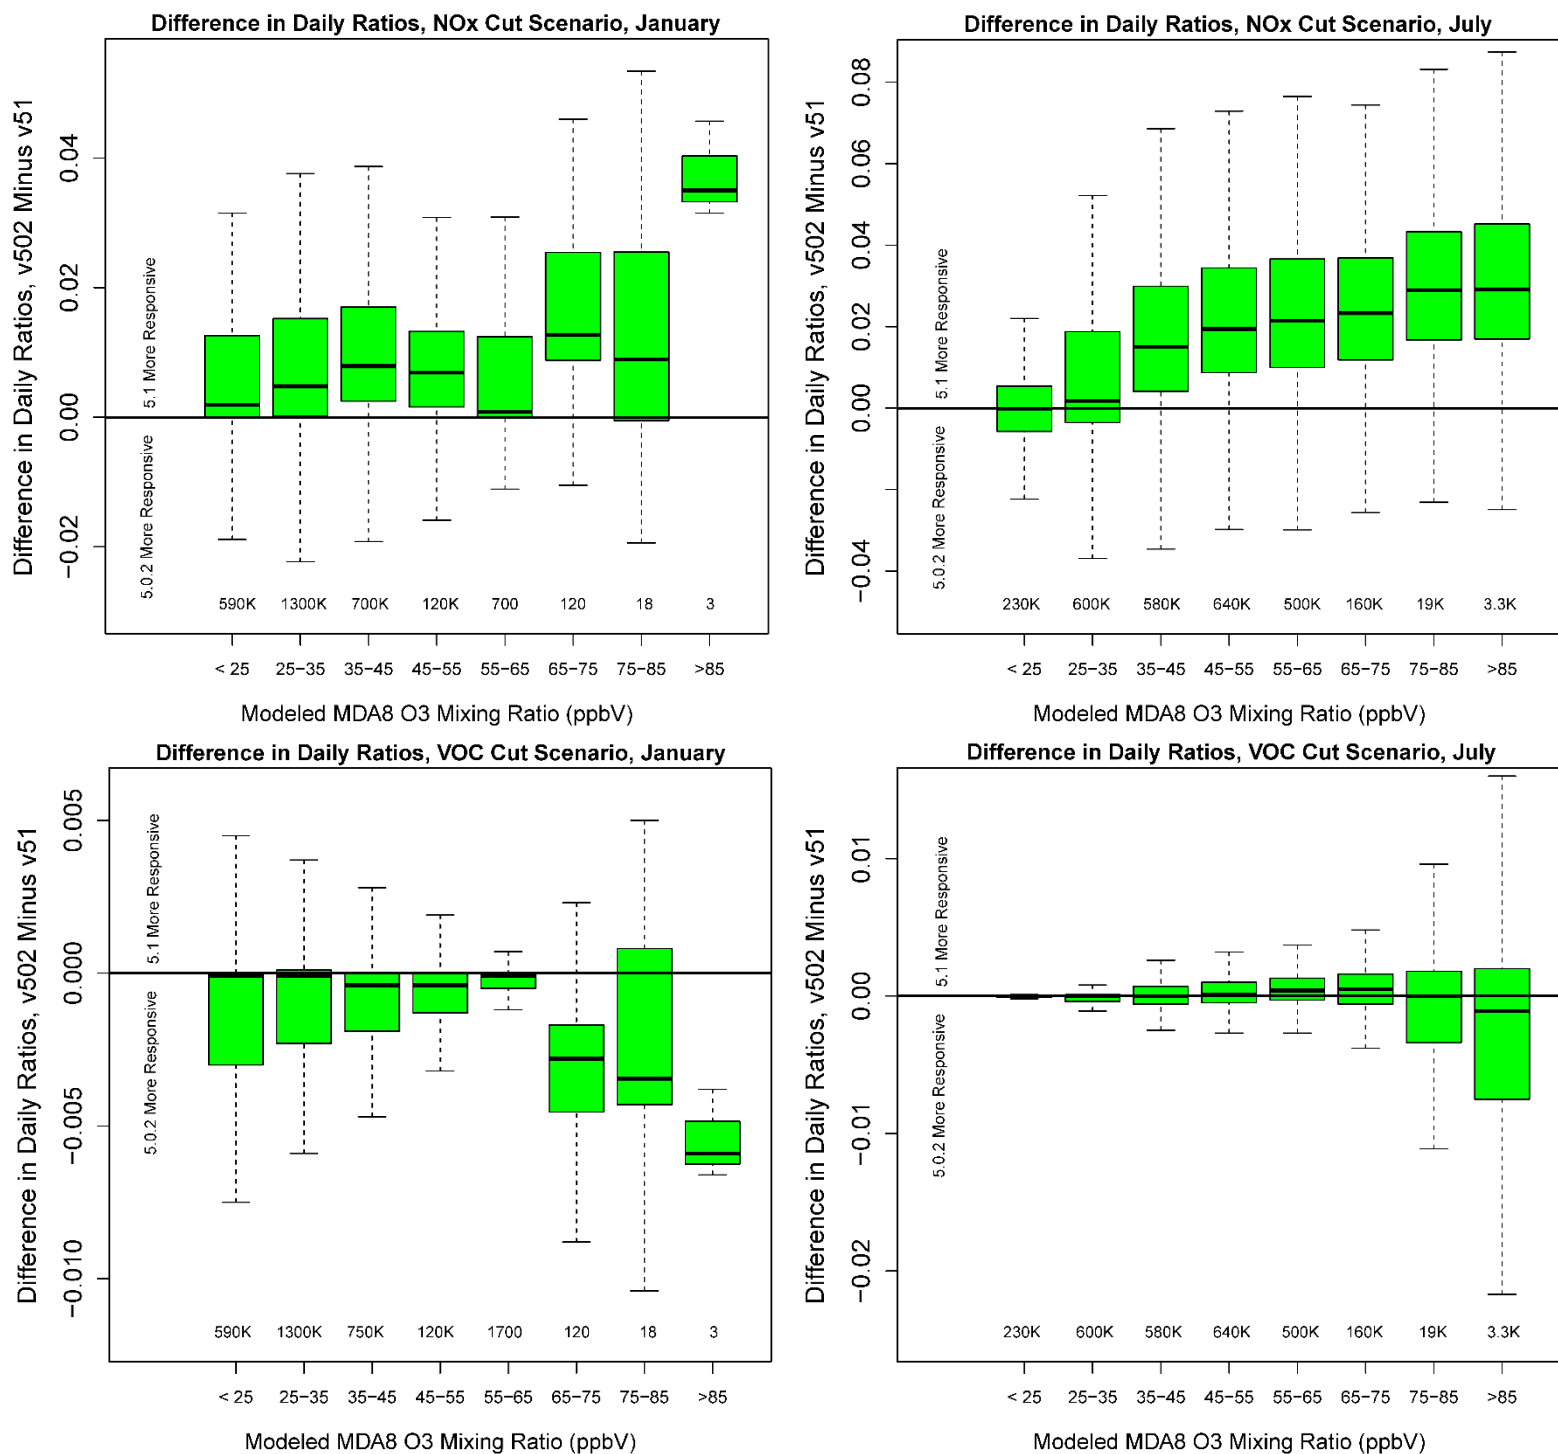 Difference in Daily Ratios, NOx Cut Scenario, January
Difference in Daily Ratios, v502 Minus v51
0.04
0.02
0.00
−0.02
5.1 More Responsive
5.0.2 More Responsive
590K 1300K 700K 120K 700 120 18 3
< 25 25−35 35−45 45−55 55−65 65−75 75−85 >85
Modeled MDA8 O3 Mixing Ratio (ppbV)
Difference in Daily Ratios, NOx Cut Scenario, July
Difference in Daily Ratios, v502 Minus v51
0.08
0.06
0.04
0.02
0.00
−0.04
5.1 More Responsive
5.0.2 More Responsive
230K 600K 580K 640K 500K 160K 19K 3.3K
< 25 25−35 35−45 45−55 55−65 65−75 75−85 >85
Modeled MDA8 O3 Mixing Ratio (ppbV)
Difference in Daily Ratios, VOC Cut Scenario, January
Difference in Daily Ratios, v502 Minus v51
0.005
0.000
−0.005
−0.010
5.1 More Responsive
5.0.2 More Responsive
590K 1300K 750K 120K 1700 120 18 3
< 25 25−35 35−45 45−55 55−65 65−75 75−85 >85
Modeled MDA8 O3 Mixing Ratio (ppbV)
Difference in Daily Ratios, VOC Cut Scenario, July
Difference in Daily Ratios, v502 Minus v51
0.01
0.00
−0.01
−0.02
5.1 More Responsive
5.0.2 More Responsive
230K 600K 580K 640K 500K 160K 19K 3.3K
< 25 25−35 35−45 45−55 55−65 65−75 75−85 >85
Modeled MDA8 O3 Mixing Ratio (ppbV)